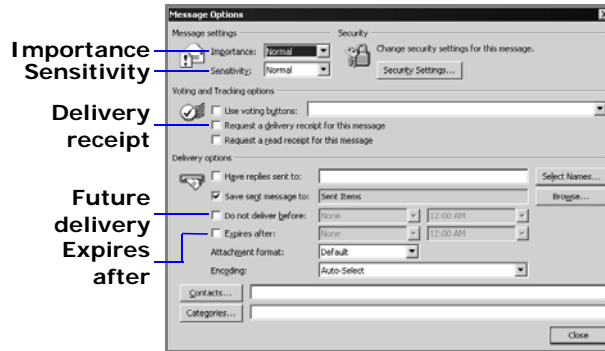 Message Options
Message settings
Security
Importance
Importance: Normal
Change security settings for this message.
Sensitivity
Sensitivity: Normal
Security Settings...
Voting and Tracking options
Use voting buttons:
Delivery
receipt
Request a delivery receipt for this message
Request a read receipt for this message
Delivery options
Have replies sent to:
Select Names...
Save sent message to: Sent Items
Browse...
Future
delivery
Do not deliver before: None 12:00 AM
Expires
after
Expires after: None 12:00 AM
Attachment format: Default
Encoding: Auto-Select
Contacts...
Categories...
Close